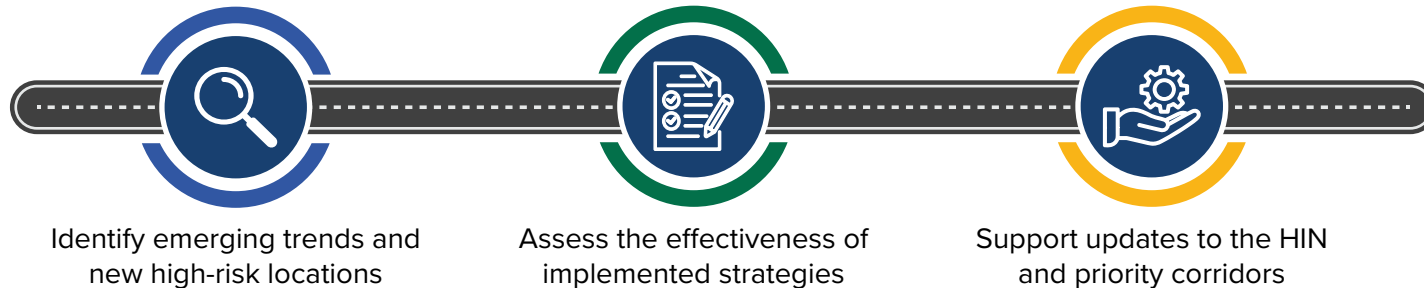 Identify emerging trends and
new high-risk locations
Assess the effectiveness of
implemented strategies
Support updates to the HIN
and priority corridors